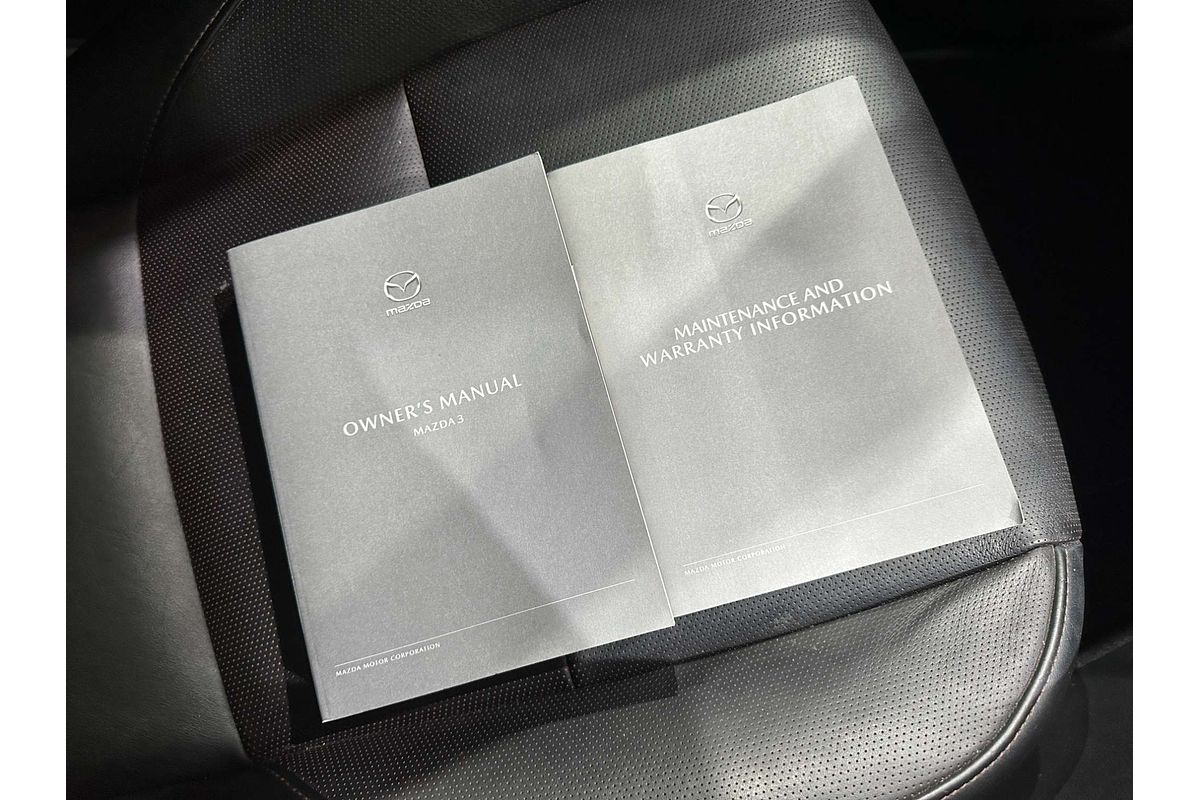 mazda
OWNER'S MANUAL
MAZDA 3
MAZDA MOTOR CORPORATION
mazda
MAINTENANCE AND
WARRANTY INFORMATION
MAZDA MOTOR CORPORATION